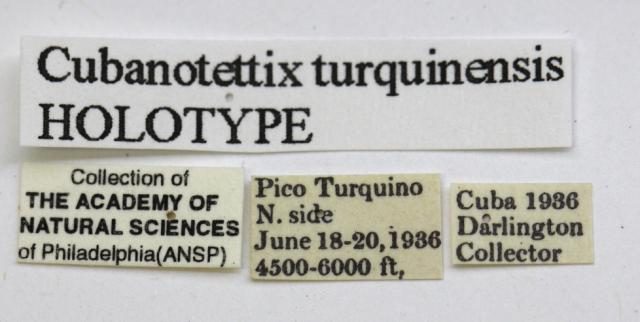 Cubanotettix turquinensis
HOLOTYPE
Collection of
THE ACADEMY OF
NATURAL SCIENCES
of Philadelphia(ANSP)
Pico Turquino
N. side
June 18-20, 1936
4500-6000 ft,
Cuba 1936
Darlington
Collector